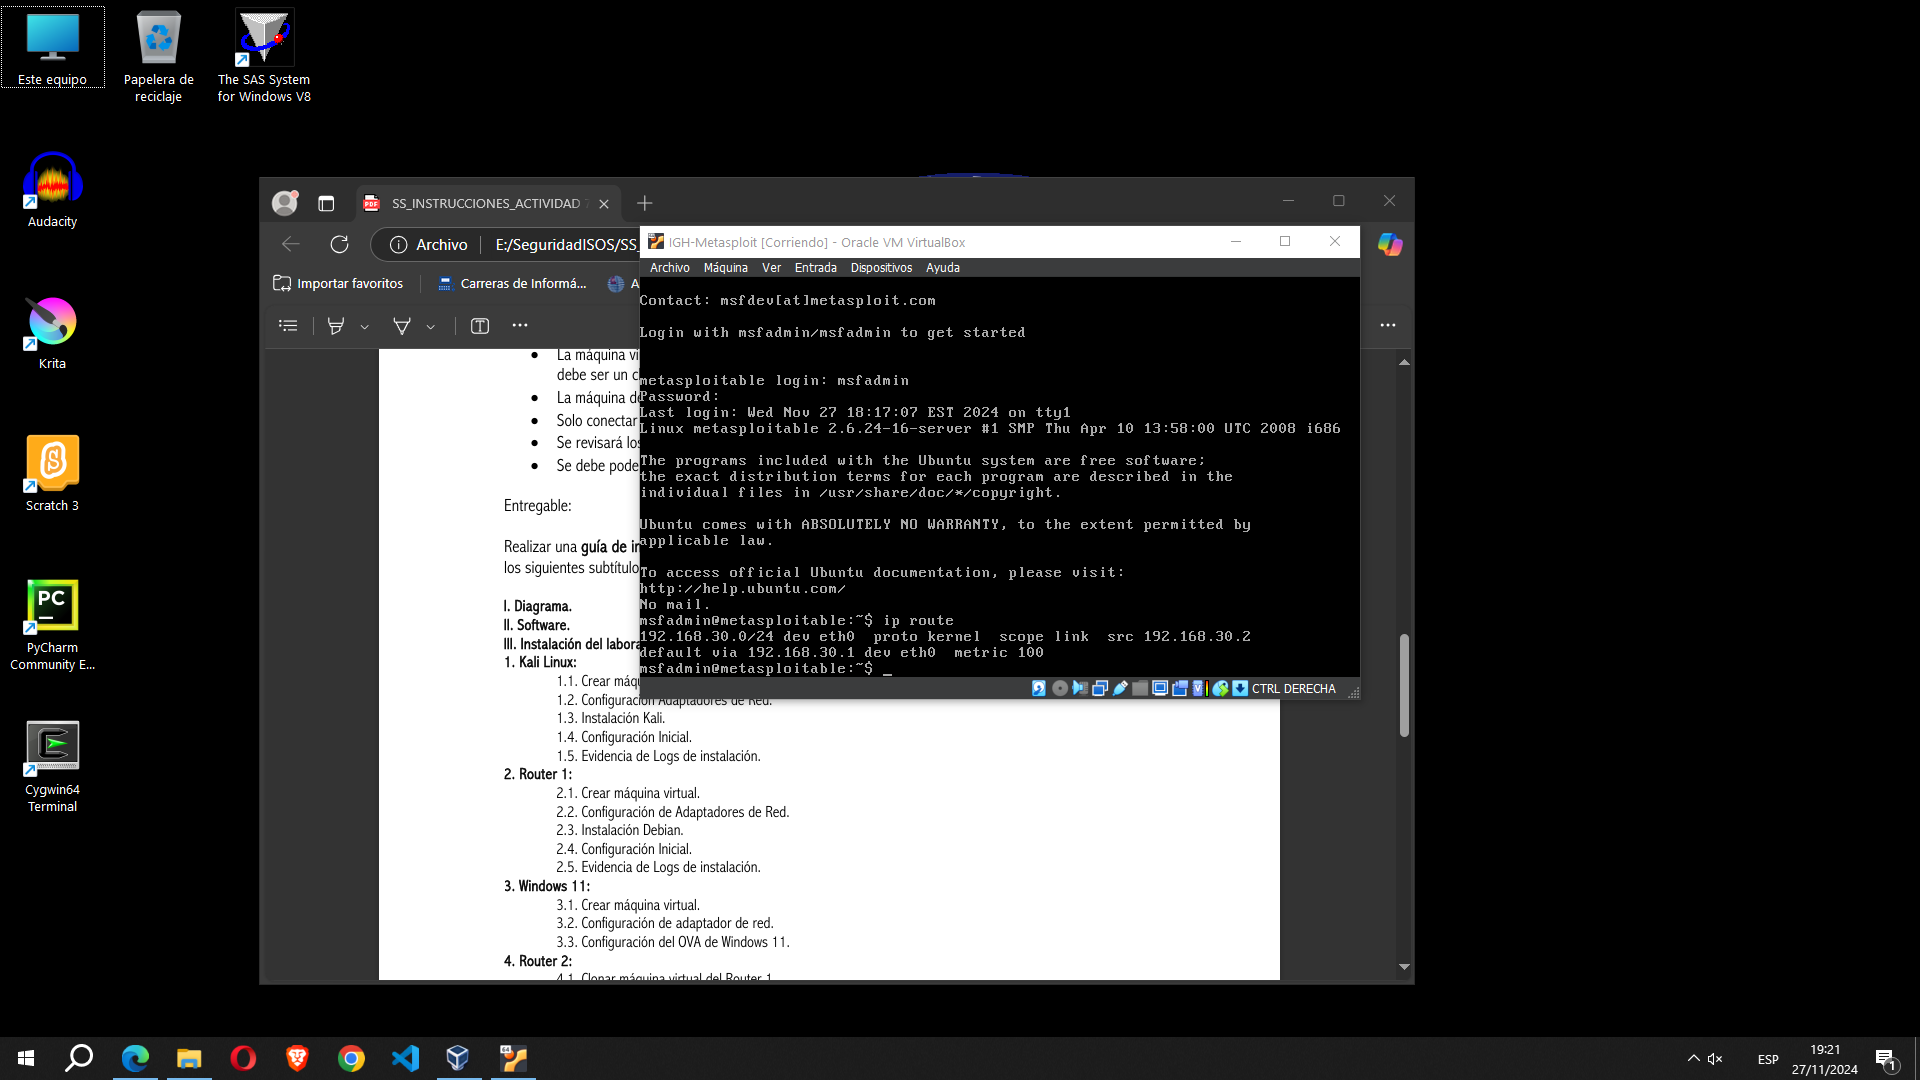 Este equipo
Papelera de
reciclaje
The SAS System
for Windows V8
Audacity
Krita
Scratch 3
PyCharm
Community E...
Cygwin64
Terminal
SS_INSTRUCCIONES_ACTIVIDAD
Archivo
E:/SeguridadISOS/SS_
Importar favoritos
Carreras de Informá...
A
La máquina vi
debe ser un c
La máquina de
Solo conectar
Se revisará los
Se debe pode
Entregable:
Realizar una guía de in
los siguientes subtítulo
I. Diagrama.
II. Software.
III. Instalación del labora
1. Kali Linux:
1.1. Crear máqu
1.2. Configuración Adaptadores de Red.
1.3. Instalación Kali.
1.4. Configuración Inicial.
1.5. Evidencia de Logs de instalación.
2. Router 1:
2.1. Crear máquina virtual.
2.2. Configuración de Adaptadores de Red.
2.3. Instalación Debian.
2.4. Configuración Inicial.
2.5. Evidencia de Logs de instalación.
3. Windows 11:
3.1. Crear máquina virtual.
3.2. Configuración de adaptador de red.
3.3. Configuración del OVA de Windows 11.
4. Router 2:
4.1. Clonar máquina virtual del Router 1
IGH-Metasploit [Corriendo] - Oracle VM VirtualBox
Archivo Máquina Ver Entrada Dispositivos Ayuda
Contact: msfdev[at]metasploit.com
Login with msfadmin/msfadmin to get started
metasploitable login: msfadmin
Password:
Last login: Wed Nov 27 18:17:07 EST 2024 on tty1
Linux metasploitable 2.6.24-16-server #1 SMP Thu Apr 10 13:58:00 UTC 2008 i686
The programs included with the Ubuntu system are free software;
the exact distribution terms for each program are described in the
individual files in /usr/share/doc/*/copyright.
Ubuntu comes with ABSOLUTELY NO WARRANTY, to the extent permitted by
applicable law.
To access official Ubuntu documentation, please visit:
http://help.ubuntu.com/
No mail.
msfadmin@metasploitable:~$ ip route
192.168.30.0/24 dev eth0  proto kernel  scope link  src 192.168.30.2
default via 192.168.30.1 dev eth0  metric 100
msfadmin@metasploitable:~$ _
CTRL DERECHA
ESP
19:21
27/11/2024
1